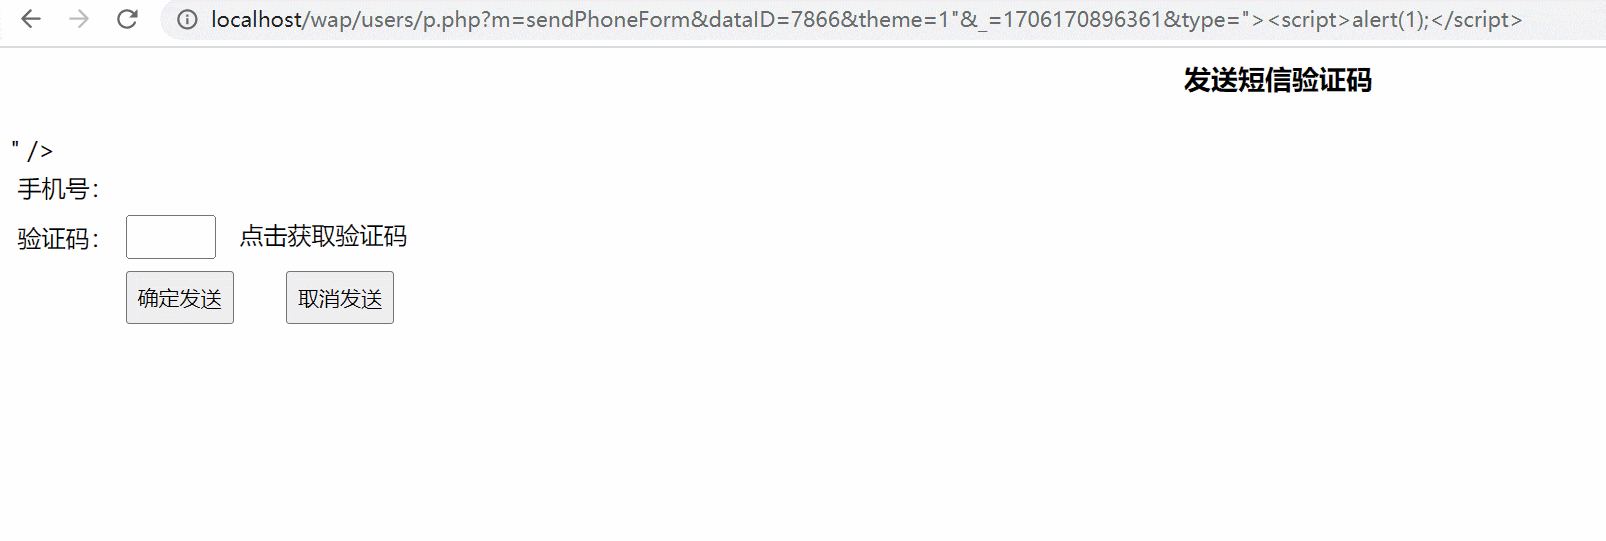 localhost/wap/users/p.php?m=sendPhoneForm&dataID=7866&theme=1"&_=1706170896361&type="><script>alert(1);</script>
发送短信验证码
" />
手机号：
验证码： 点击获取验证码
确定发送 取消发送